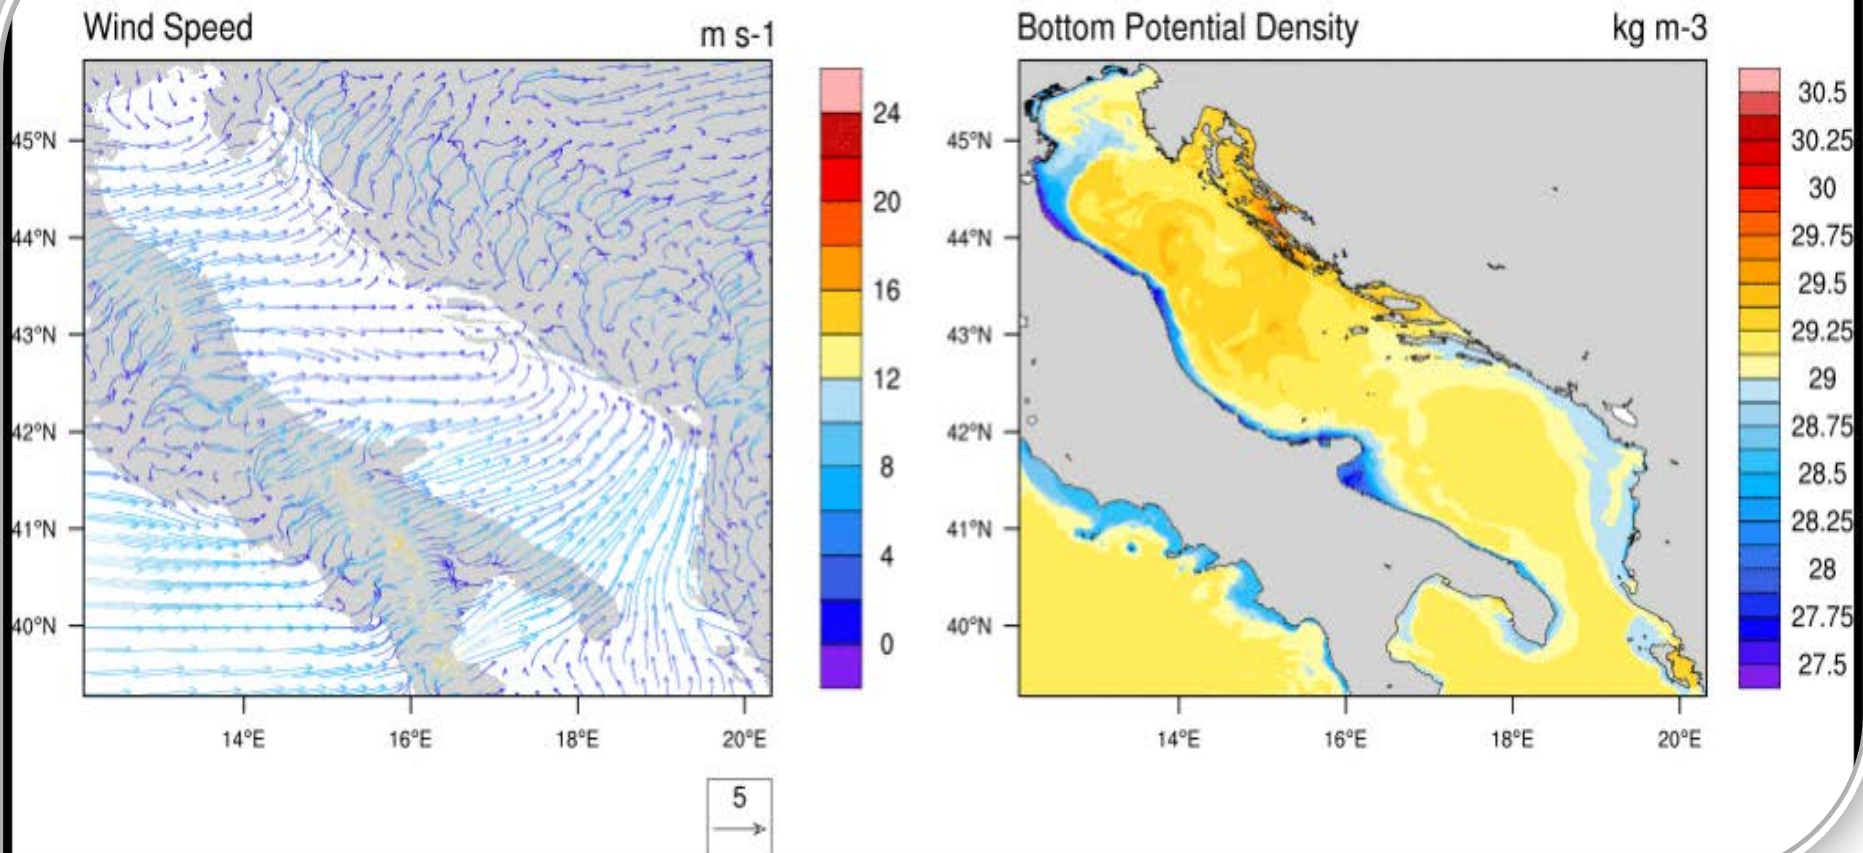 Wind Speed
m s-1
45°N
44°N
43°N
42°N
41°N
40°N
14°E
16°E
18°E
20°E
24
20
16
12
8
4
0
5
Bottom Potential Density
kg m-3
45°N
44°N
43°N
42°N
41°N
40°N
14°E
16°E
18°E
20°E
30.5
30.25
30
29.75
29.5
29.25
29
28.75
28.5
28.25
28
27.75
27.5